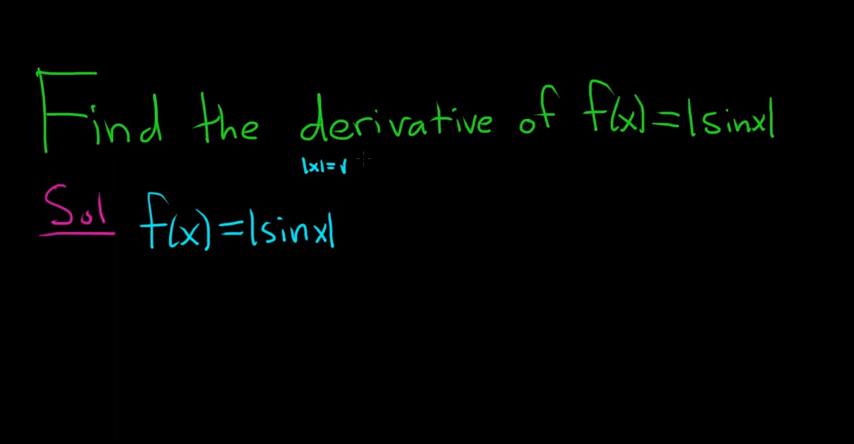 Find the derivative of f(x)=|sinx|
|x|=√
Sol f(x)=|sinx|